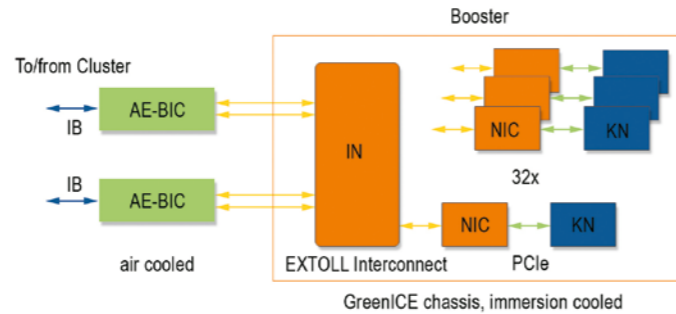 Booster
To/from Cluster
IB
AE-BIC
IN
NIC
KN
32x
IB
AE-BIC
NIC
KN
air cooled
EXTOLL Interconnect
PCIe
GreenICE chassis, immersion cooled